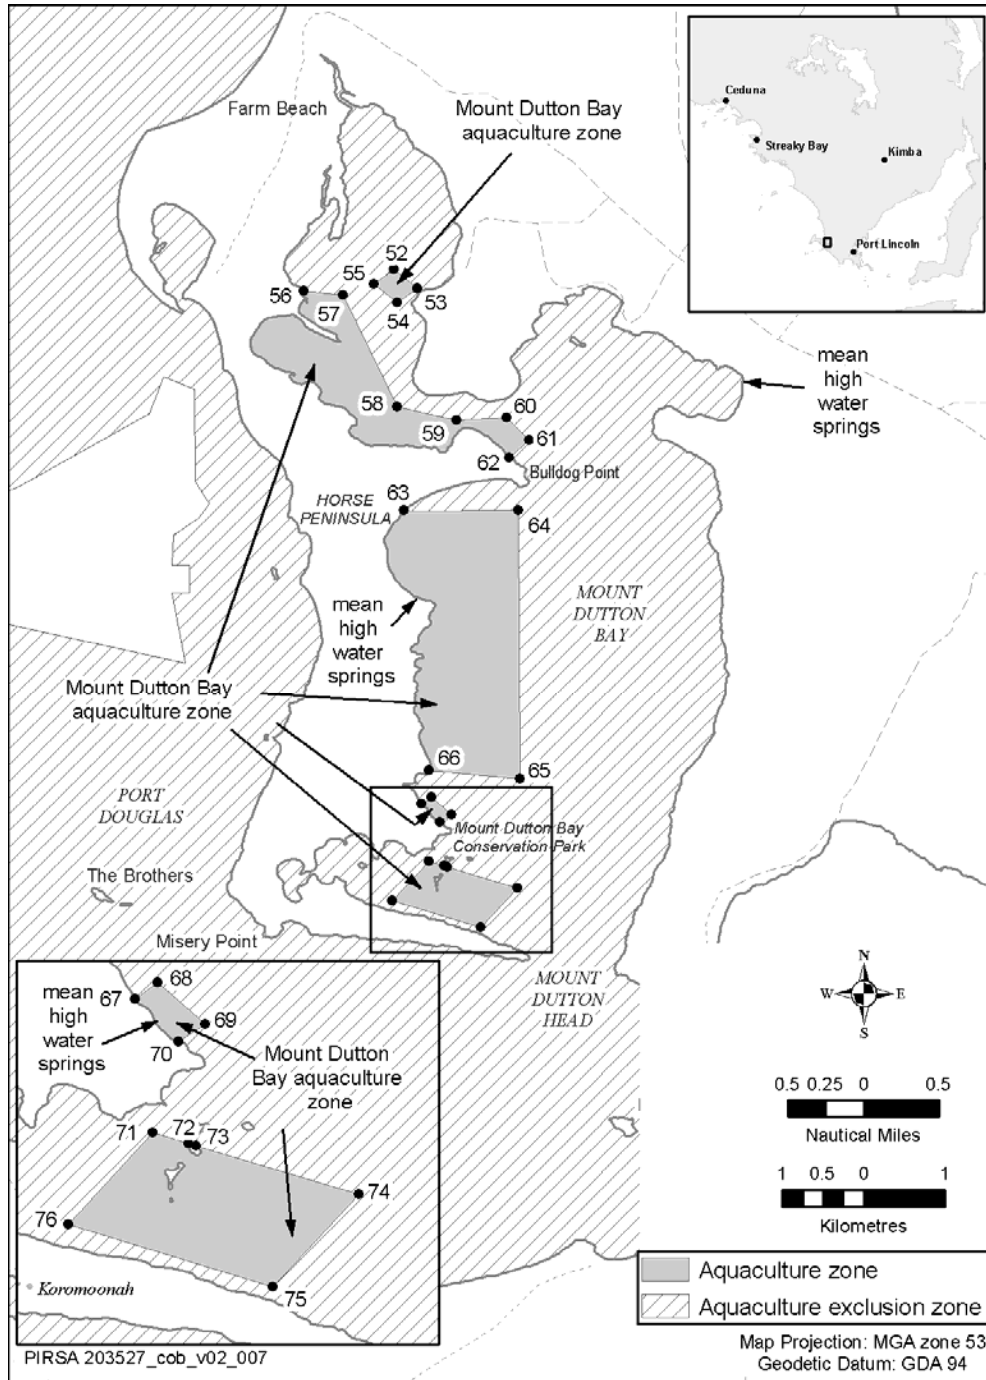 Farm Beach
Mount Dutton Bay
aquaculture zone
Ceduna
Streaky Bay
Kimba
Port Lincoln
52
55
53
54
56
57
mean
high
water
springs
58
59
60
61
62
Bulldog Point
63
HORSE
PENINSULA
64
MOUNT
DUTTON
BAY
mean
high
water
springs
Mount Dutton Bay
aquaculture zone
66
65
PORT
DOUGLAS
Mount Dutton Bay
Conservation Park
The Brothers
Misery Point
MOUNT
DUTTON
HEAD
N
W
E
S
68
67
mean
high
water
springs
69
70
Mount Dutton
Bay aquaculture
zone
71
72
73
74
76
75
Koromoonah
0.5 0.25 0 0.5
Nautical Miles
1 0.5 0 1
Kilometres
Aquaculture zone
Aquaculture exclusion zone
PIRSA 203527_cob_v02_007
Map Projection: MGA zone 53
Geodetic Datum: GDA 94